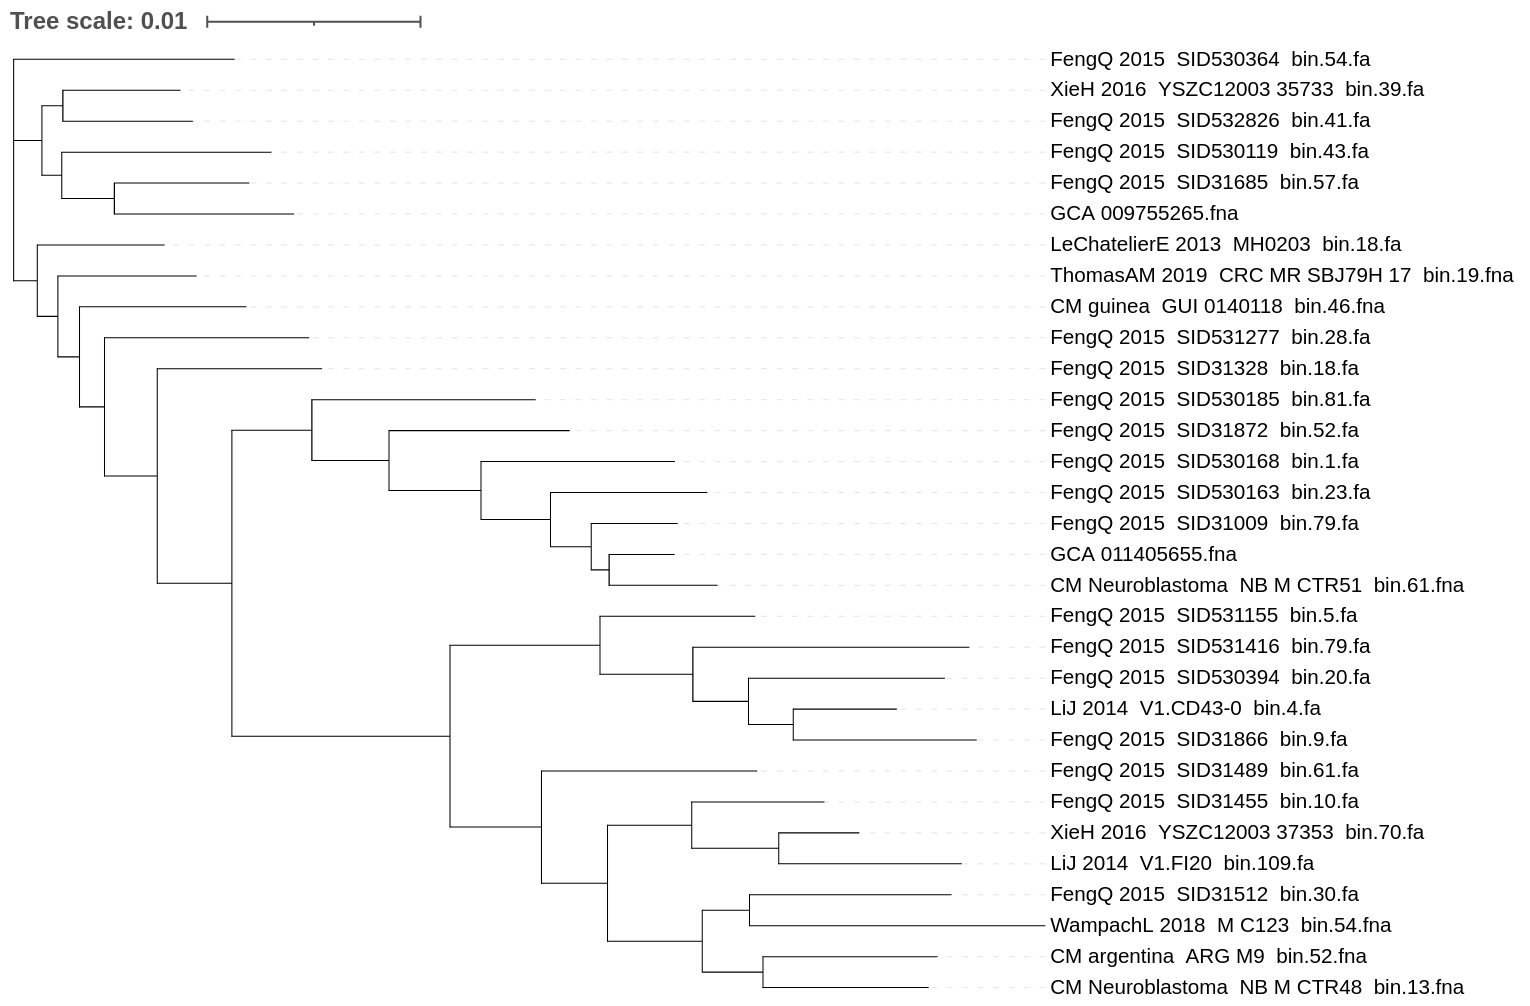 Tree scale: 0.01
FengQ 2015  SID530364  bin.54.fa
XieH 2016  YSZC12003 35733  bin.39.fa
FengQ 2015  SID532826  bin.41.fa
FengQ 2015  SID530119  bin.43.fa
FengQ 2015  SID31685  bin.57.fa
GCA 009755265.fna
LeChatelierE 2013  MH0203  bin.18.fa
ThomasAM 2019  CRC MR SBJ79H 17  bin.19.fna
CM guinea  GUI 0140118  bin.46.fna
FengQ 2015  SID531277  bin.28.fa
FengQ 2015  SID31328  bin.18.fa
FengQ 2015  SID530185  bin.81.fa
FengQ 2015  SID31872  bin.52.fa
FengQ 2015  SID530168  bin.1.fa
FengQ 2015  SID530163  bin.23.fa
FengQ 2015  SID31009  bin.79.fa
GCA 011405655.fna
CM Neuroblastoma  NB M CTR51  bin.61.fna
FengQ 2015  SID531155  bin.5.fa
FengQ 2015  SID531416  bin.79.fa
FengQ 2015  SID530394  bin.20.fa
LiJ 2014  V1.CD43-0  bin.4.fa
FengQ 2015  SID31866  bin.9.fa
FengQ 2015  SID31489  bin.61.fa
FengQ 2015  SID31455  bin.10.fa
XieH 2016  YSZC12003 37353  bin.70.fa
LiJ 2014  V1.FI20  bin.109.fa
FengQ 2015  SID31512  bin.30.fa
WampachL 2018  M C123  bin.54.fna
CM argentina  ARG M9  bin.52.fna
CM Neuroblastoma  NB M CTR48  bin.13.fna